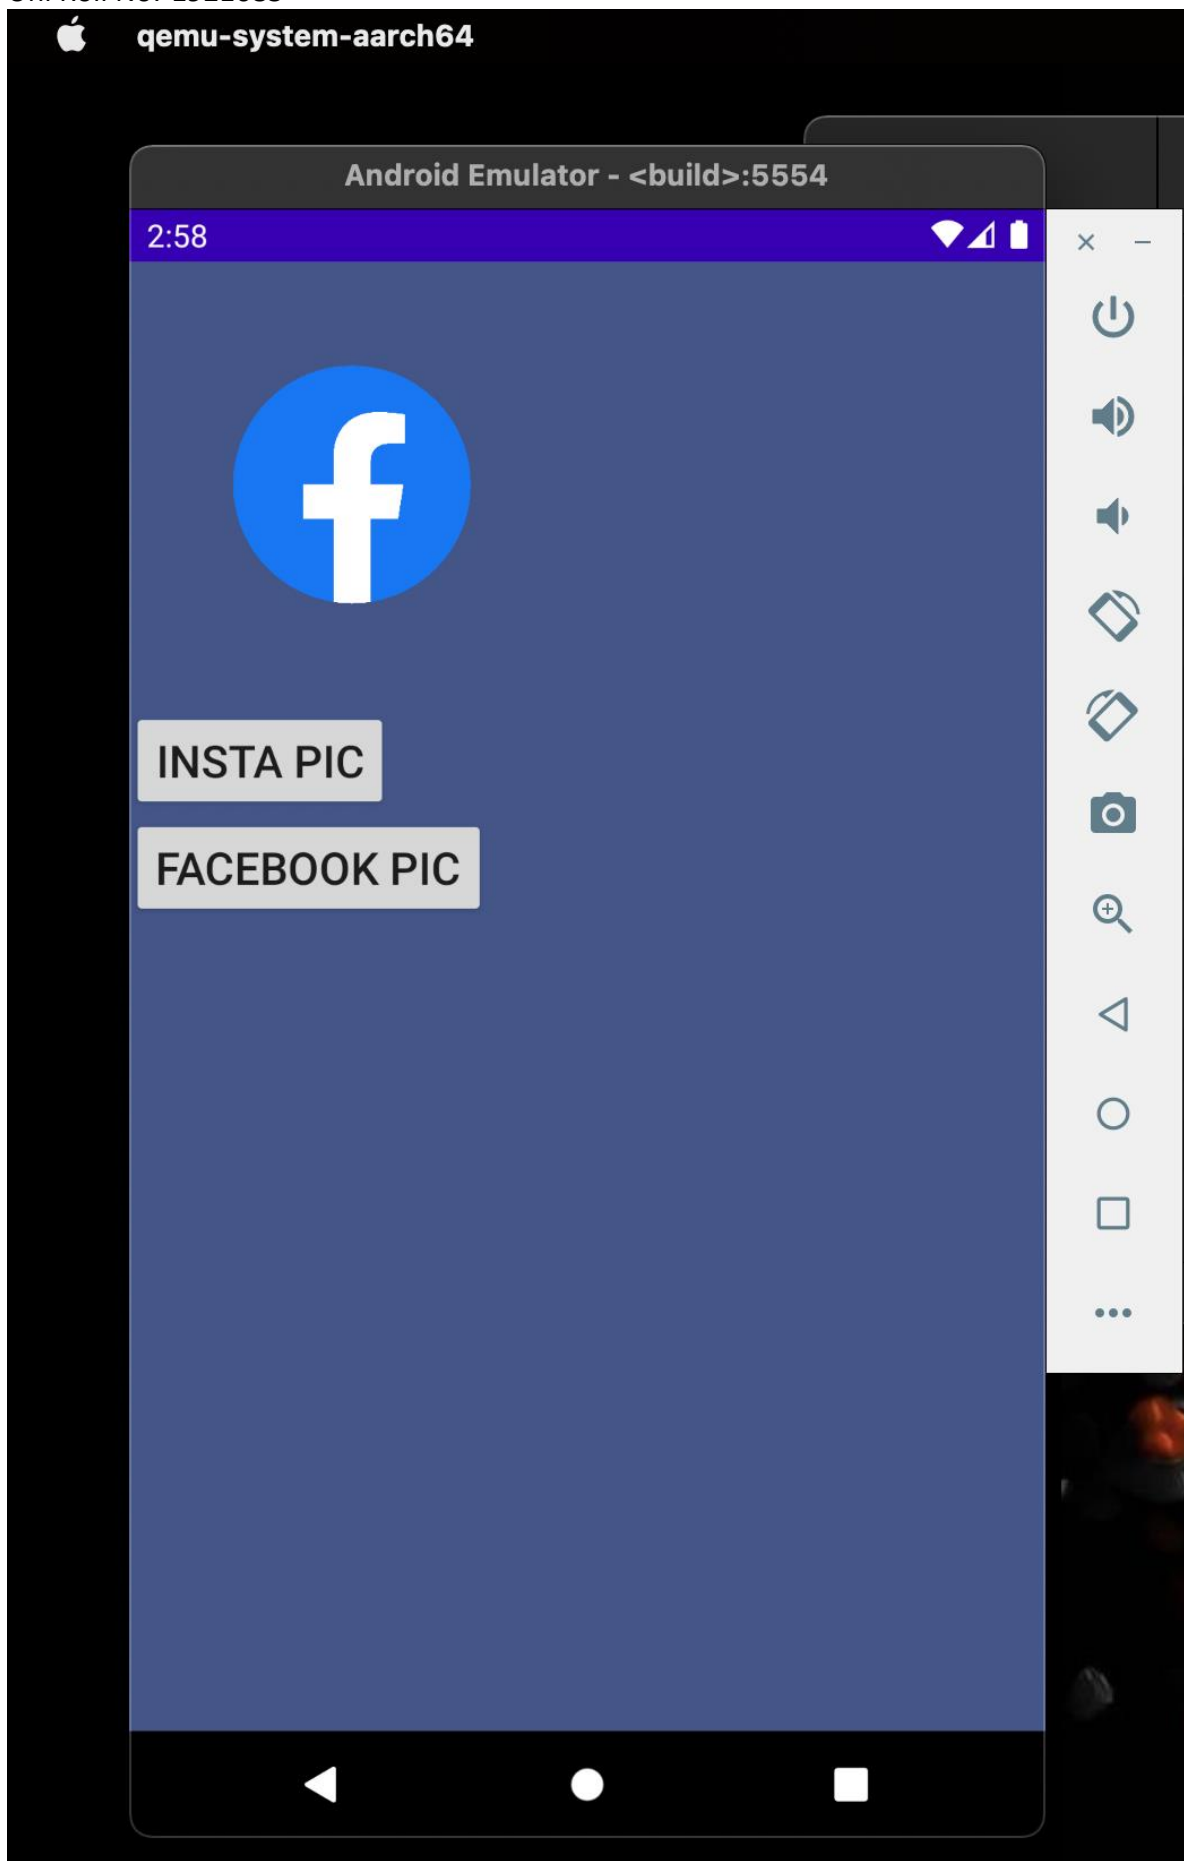 qemu-system-aarch64
Android Emulator - <build>:5554
2:58
INSTA PIC
FACEBOOK PIC